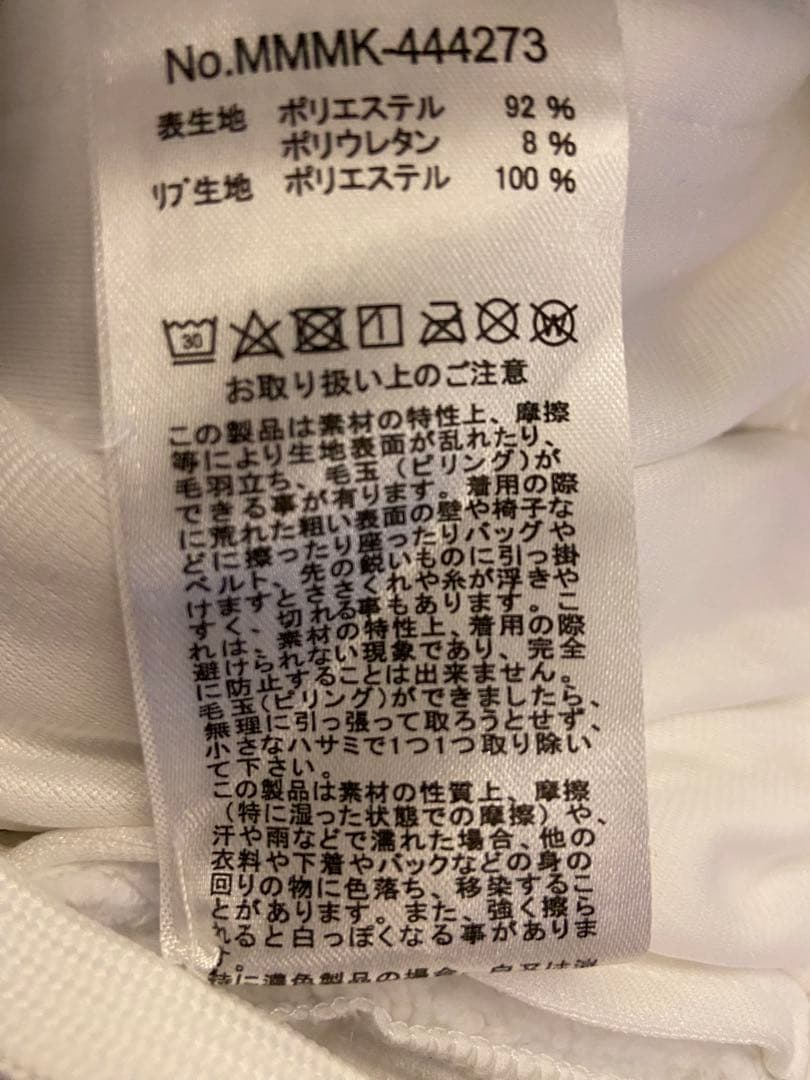 No.MMMK-444273
表生地 ポリエステル 92 %
ポリウレタン 8 %
リブ生地 ポリエステル 100 %
30
W
お取り扱い上のご注意
この製品は素材の特性上、摩擦
等により生地表面が乱れたり、
毛羽立ち、毛玉(ピリング)が
できる事が有ります。着用の際
に荒れた粗い表面の壁や椅子な
どに擦ったり座ったりバッグや
ベルト、先の鋭いものに引っ掛
けますと、ささくれや糸が浮きや
すく、切れる事もあります。こ
れは、素材の特性上、着用の際
避けられない現象であり、完全
に防止することは出来ません。
毛玉(ピリング)ができましたら、
無理に引っ張って取ろうとせず、
小さなハサミで1つ1つ取り除い
て下さい。
この製品は素材の性質上、摩擦
(特に湿った状態での摩擦)や、
汗や雨などで濡れた場合、他の
衣料や下着やバックなどの身の
回りの物に色落ち、移染するこ
とがあります。また、強く擦ら
れると白っぽくなる事がありま
す。
特に濃色製品の場合、